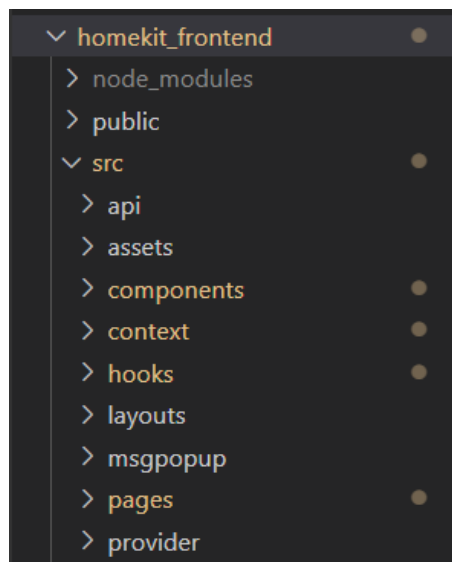 homekit_frontend
node_modules
public
src
api
assets
components
context
hooks
layouts
msgpopup
pages
provider